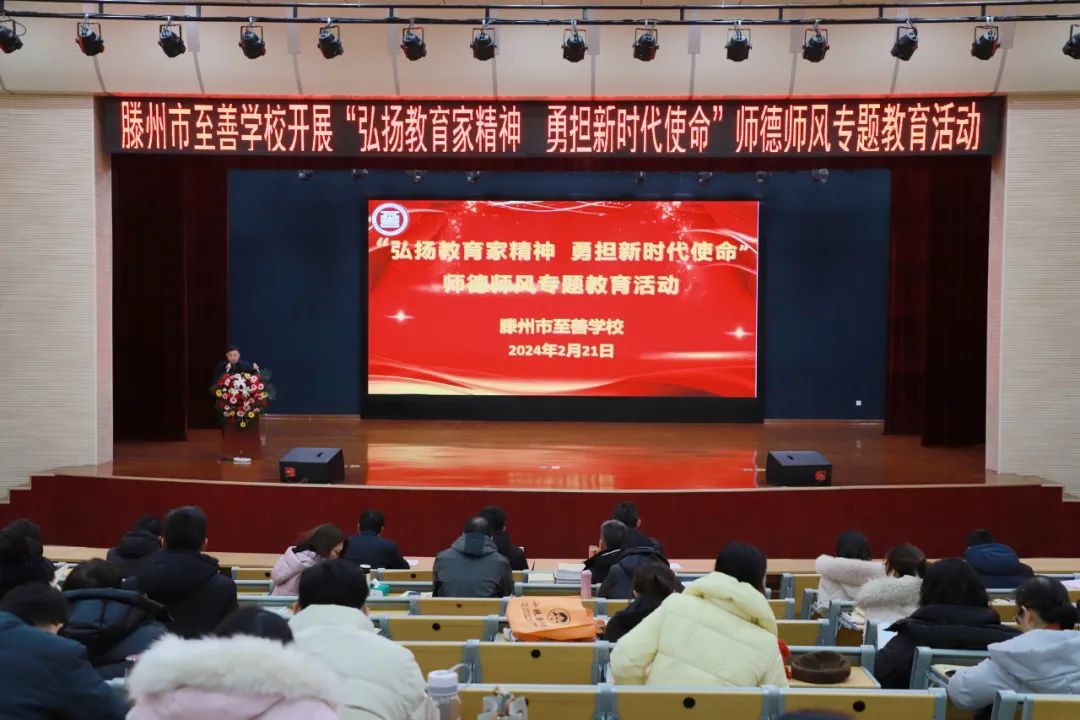 滕州市至善学校开展“弘扬教育家精神 勇担新时代使命”师德师风专题教育活动
“弘扬教育家精神 勇担新时代使命”
师德师风专题教育活动
滕州市至善学校
2024年2月21日